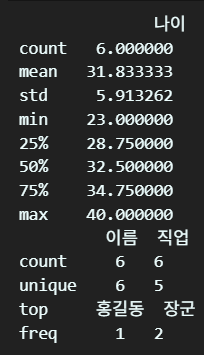 나이
count 6.000000
mean 31.833333
std 5.913262
min 23.000000
25% 28.750000
50% 32.500000
75% 34.750000
max 40.000000
이름 직업
count 6 6
unique 6 5
top 홍길동 장군
freq 1 2